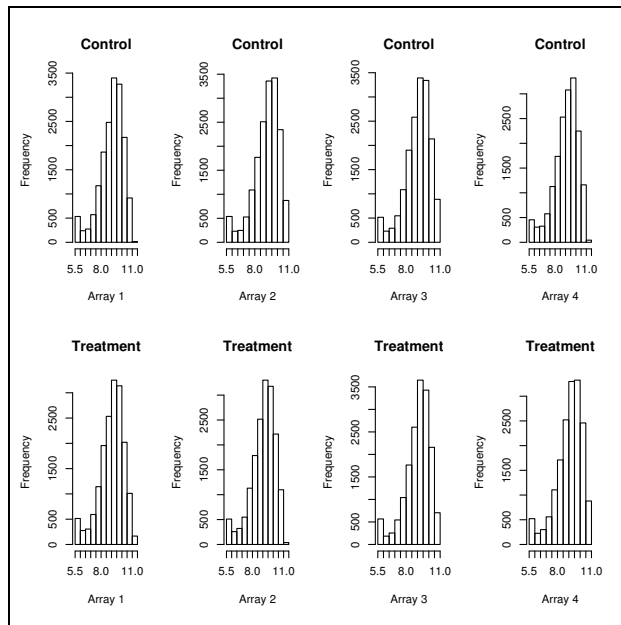 Control Control Control Control
Frequency Frequency Frequency Frequency
0 500 1500 2500 3500
0 500 1500 2500 3500
0 500 1500 2500 3500
0 500 1500 2500
5.5 8.0 11.0 5.5 8.0 11.0 5.5 8.0 11.0 5.5 8.0 11.0
Array 1 Array 2 Array 3 Array 4
Treatment Treatment Treatment Treatment
Frequency Frequency Frequency Frequency
0 500 1500 2500
0 500 1500 2500
0 500 1500 2500 3500
0 500 1500 2500
5.5 8.0 11.0 5.5 8.0 11.0 5.5 8.0 11.0 5.5 8.0 11.0
Array 1 Array 2 Array 3 Array 4